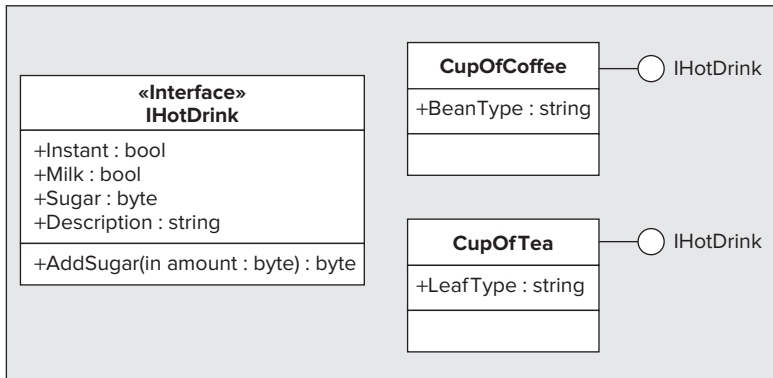 «Interface»
IHotDrink
+Instant : bool
+Milk : bool
+Sugar : byte
+Description : string
+AddSugar(in amount : byte) : byte
CupOfCoffee
+BeanType : string
IHotDrink
CupOfTea
+LeafType : string
IHotDrink